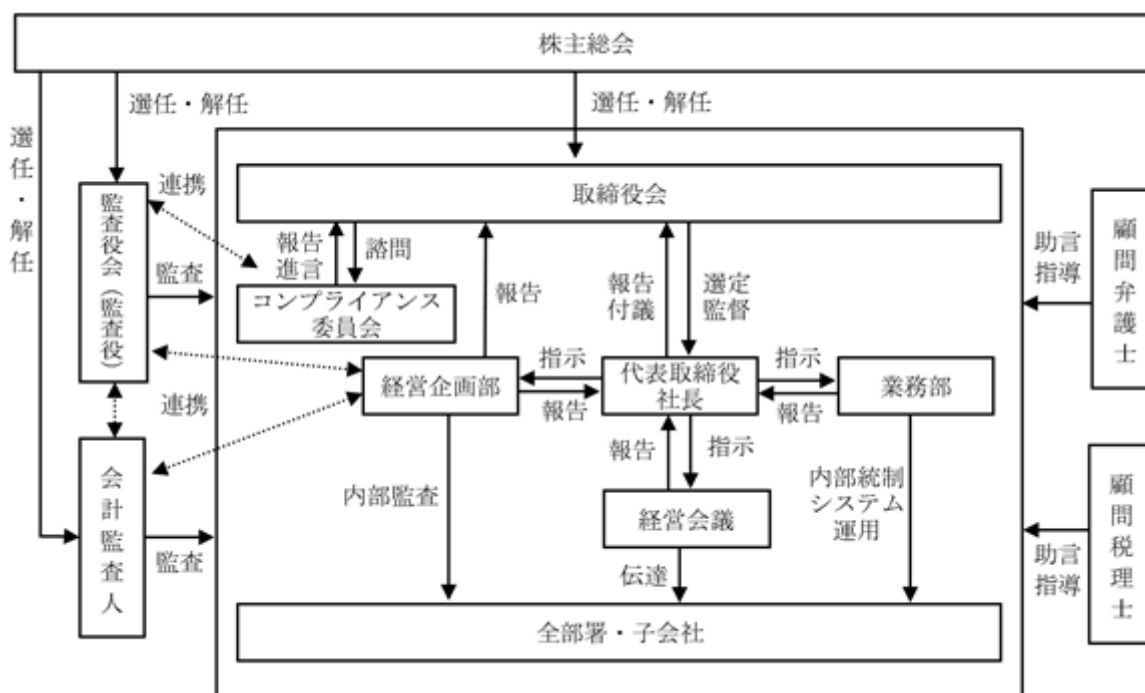 株主総会
選任・解任
選任・解任
選任・解任
取締役会
連携
監査役会(監査役)
監査
報告
進言
諮問
コンプライアンス
委員会
報告
報告
付議
選定
監督
助言
指導
顧問弁護士
経営企画部
指示
報告
代表取締役
社長
指示
報告
業務部
連携
会計監査人
監査
内部監査
報告
指示
経営会議
伝達
内部統制
システム
運用
助言
指導
顧問税理士
全部署・子会社